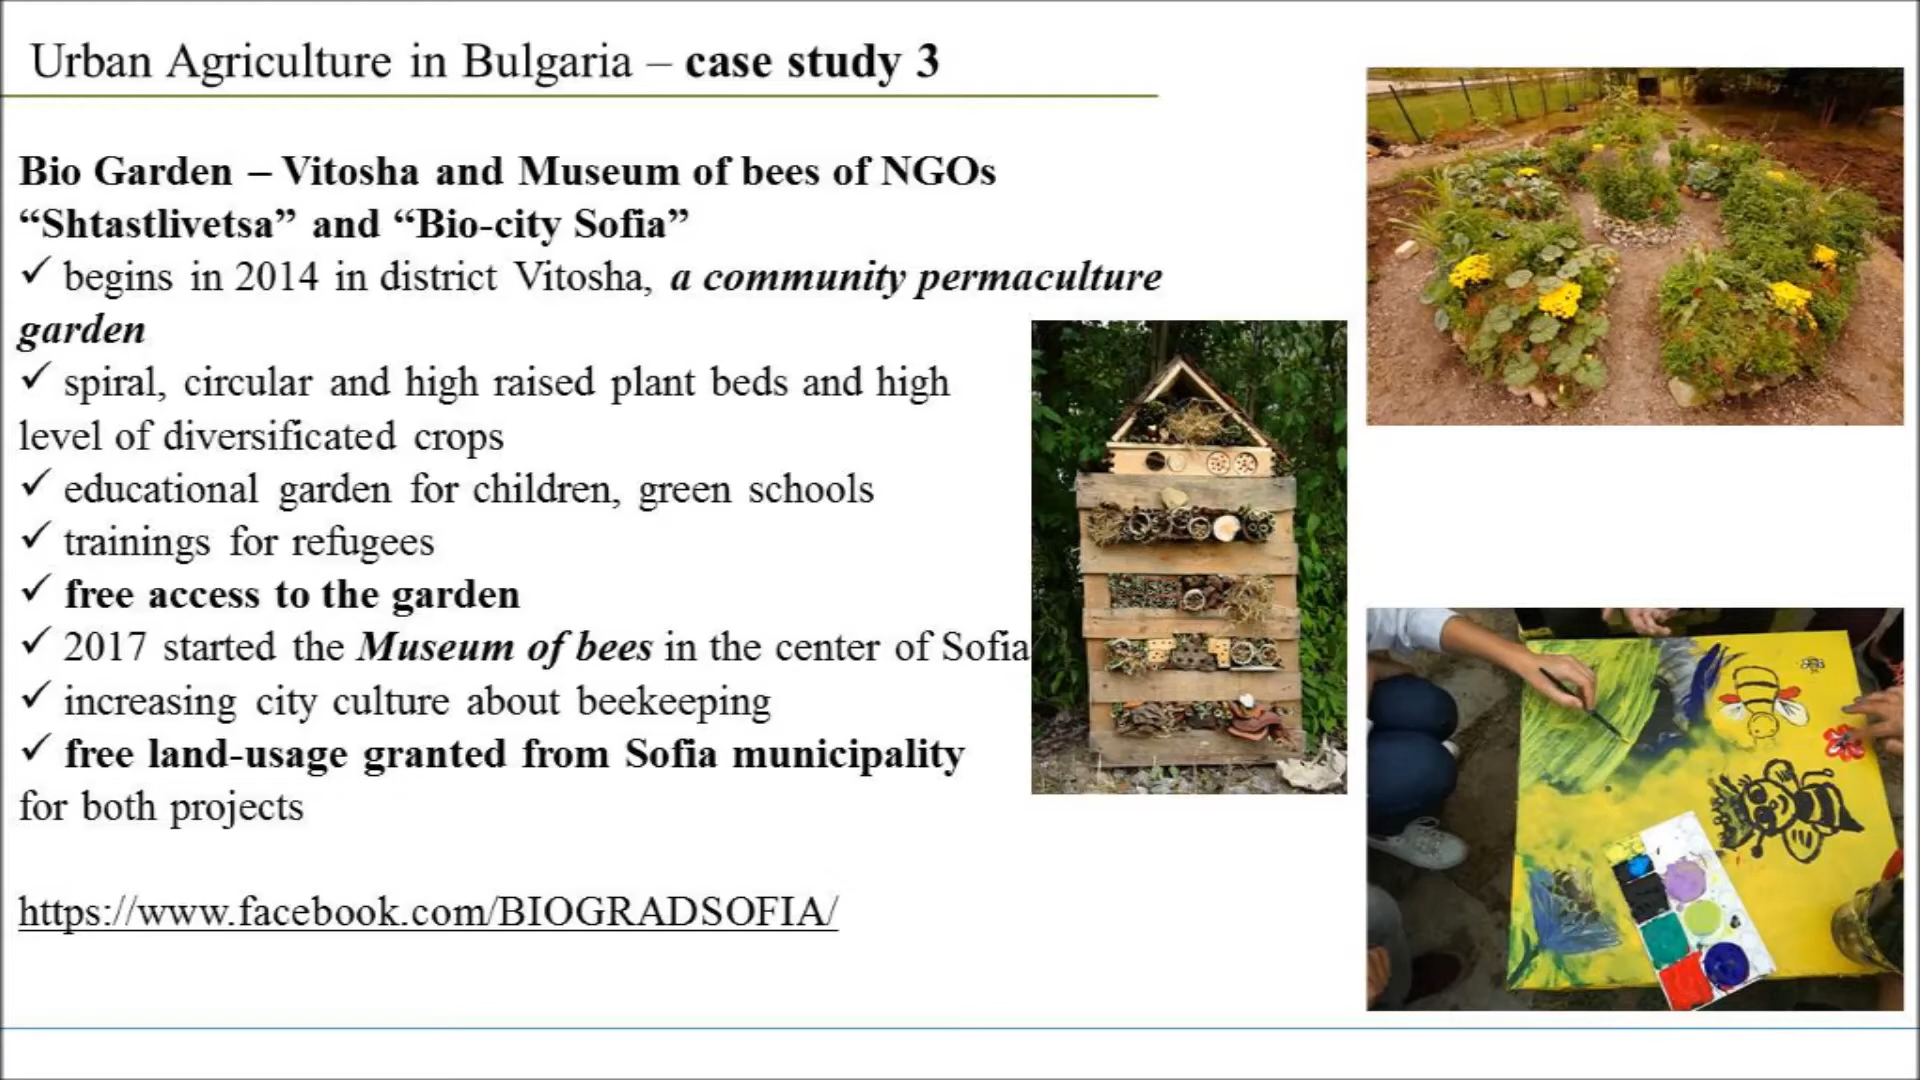 Urban Agriculture in Bulgaria – case study 3
Bio Garden – Vitosha and Museum of bees of NGOs
“Shtastlivetsa” and “Bio-city Sofia”
✓ begins in 2014 in district Vitosha, a community permaculture
garden
✓ spiral, circular and high raised plant beds and high
level of diversificated crops
✓ educational garden for children, green schools
✓ trainings for refugees
✓ free access to the garden
✓ 2017 started the Museum of bees in the center of Sofia
✓ increasing city culture about beekeeping
✓ free land-usage granted from Sofia municipality
for both projects
https://www.facebook.com/BIOGRADSOFIA/